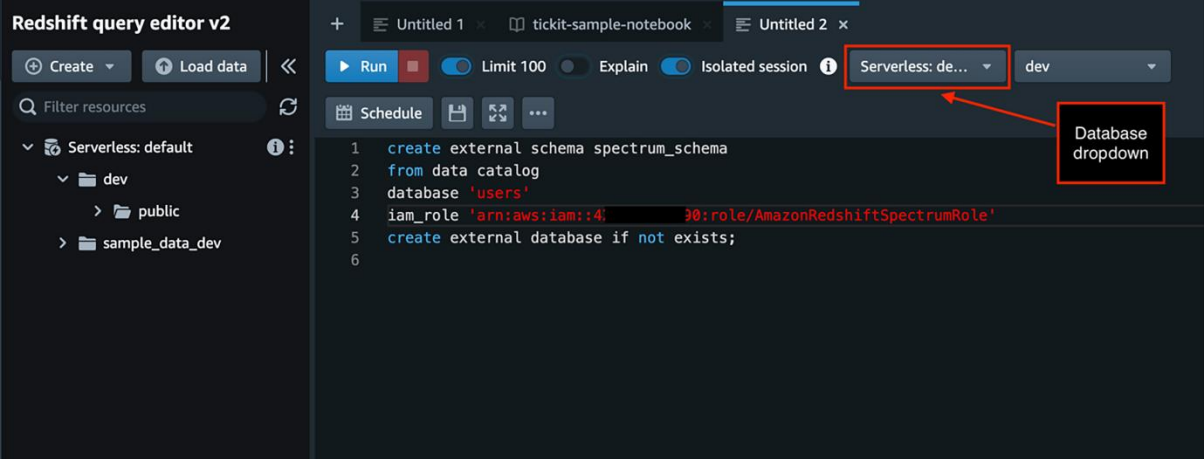 Redshift query editor v2
+ Untitled 1 × tickit-sample-notebook × Untitled 2 ×
Create Load data
Run Limit 100 Explain Isolated session Serverless: de... dev
Filter resources
Schedule
Database
dropdown
Serverless: default
dev
public
sample_data_dev
1 create external schema spectrum_schema
2 from data catalog
3 database 'users'
4 iam_role 'arn:aws:iam::4 90:role/AmazonRedshiftSpectrumRole'
5 create external database if not exists;
6